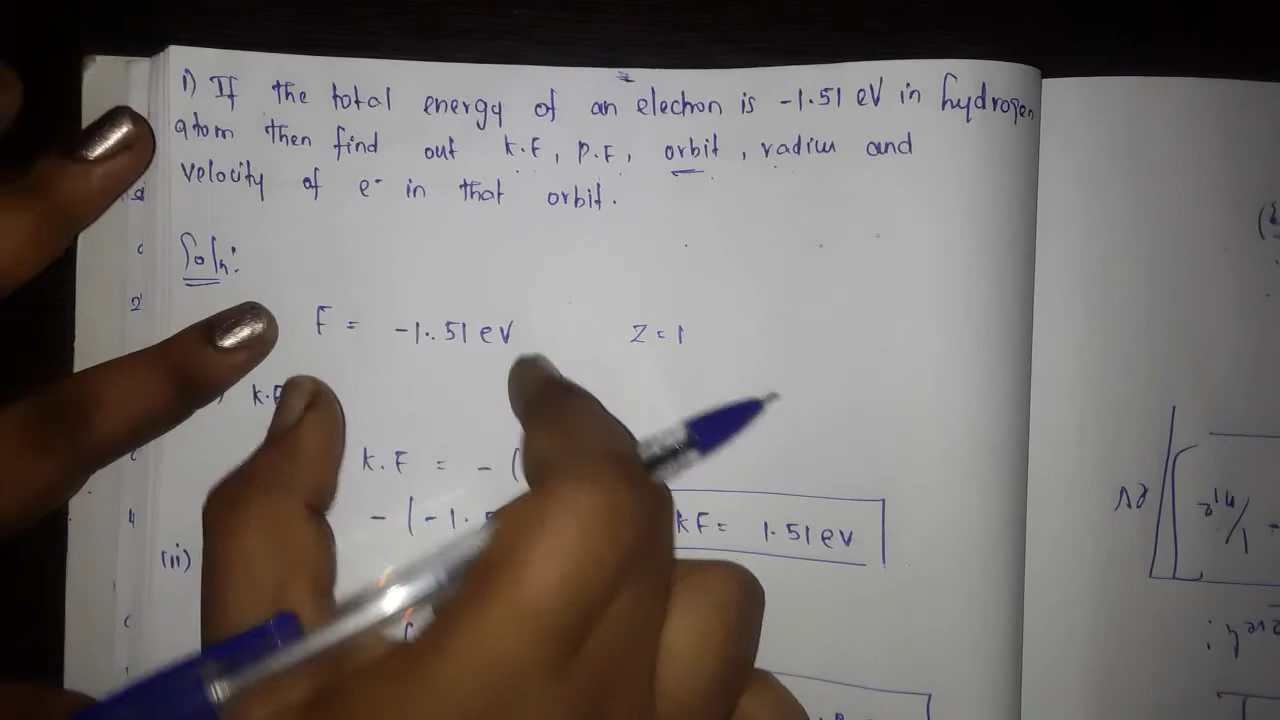 i) If the total energy of an electron is -1.51 eV in hydrogen
atom then find out K.E, P.E, orbit, radius and
velocity of e⁻ in that orbit.
Soln:
E = -1.51 eV Z = 1
K.E
K.E = - (
- (-1.5
KE = 1.51 eV
(ii)